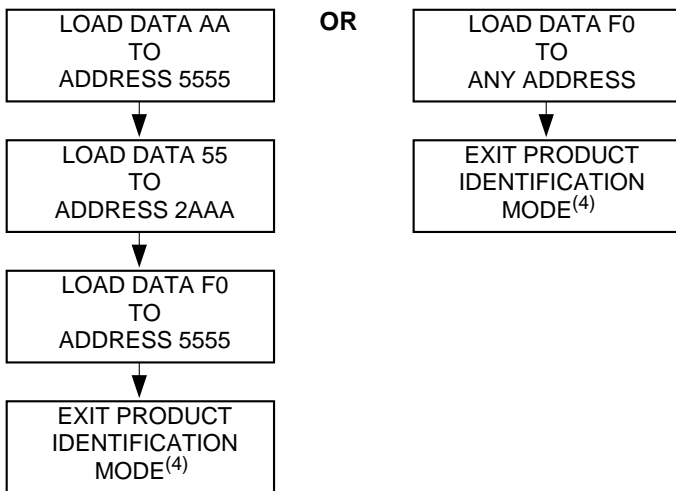 LOAD DATA AA
TO
ADDRESS 5555
LOAD DATA 55
TO
ADDRESS 2AAA
LOAD DATA F0
TO
ADDRESS 5555
EXIT PRODUCT
IDENTIFICATION
MODE(4)
OR
LOAD DATA F0
TO
ANY ADDRESS
EXIT PRODUCT
IDENTIFICATION
MODE(4)